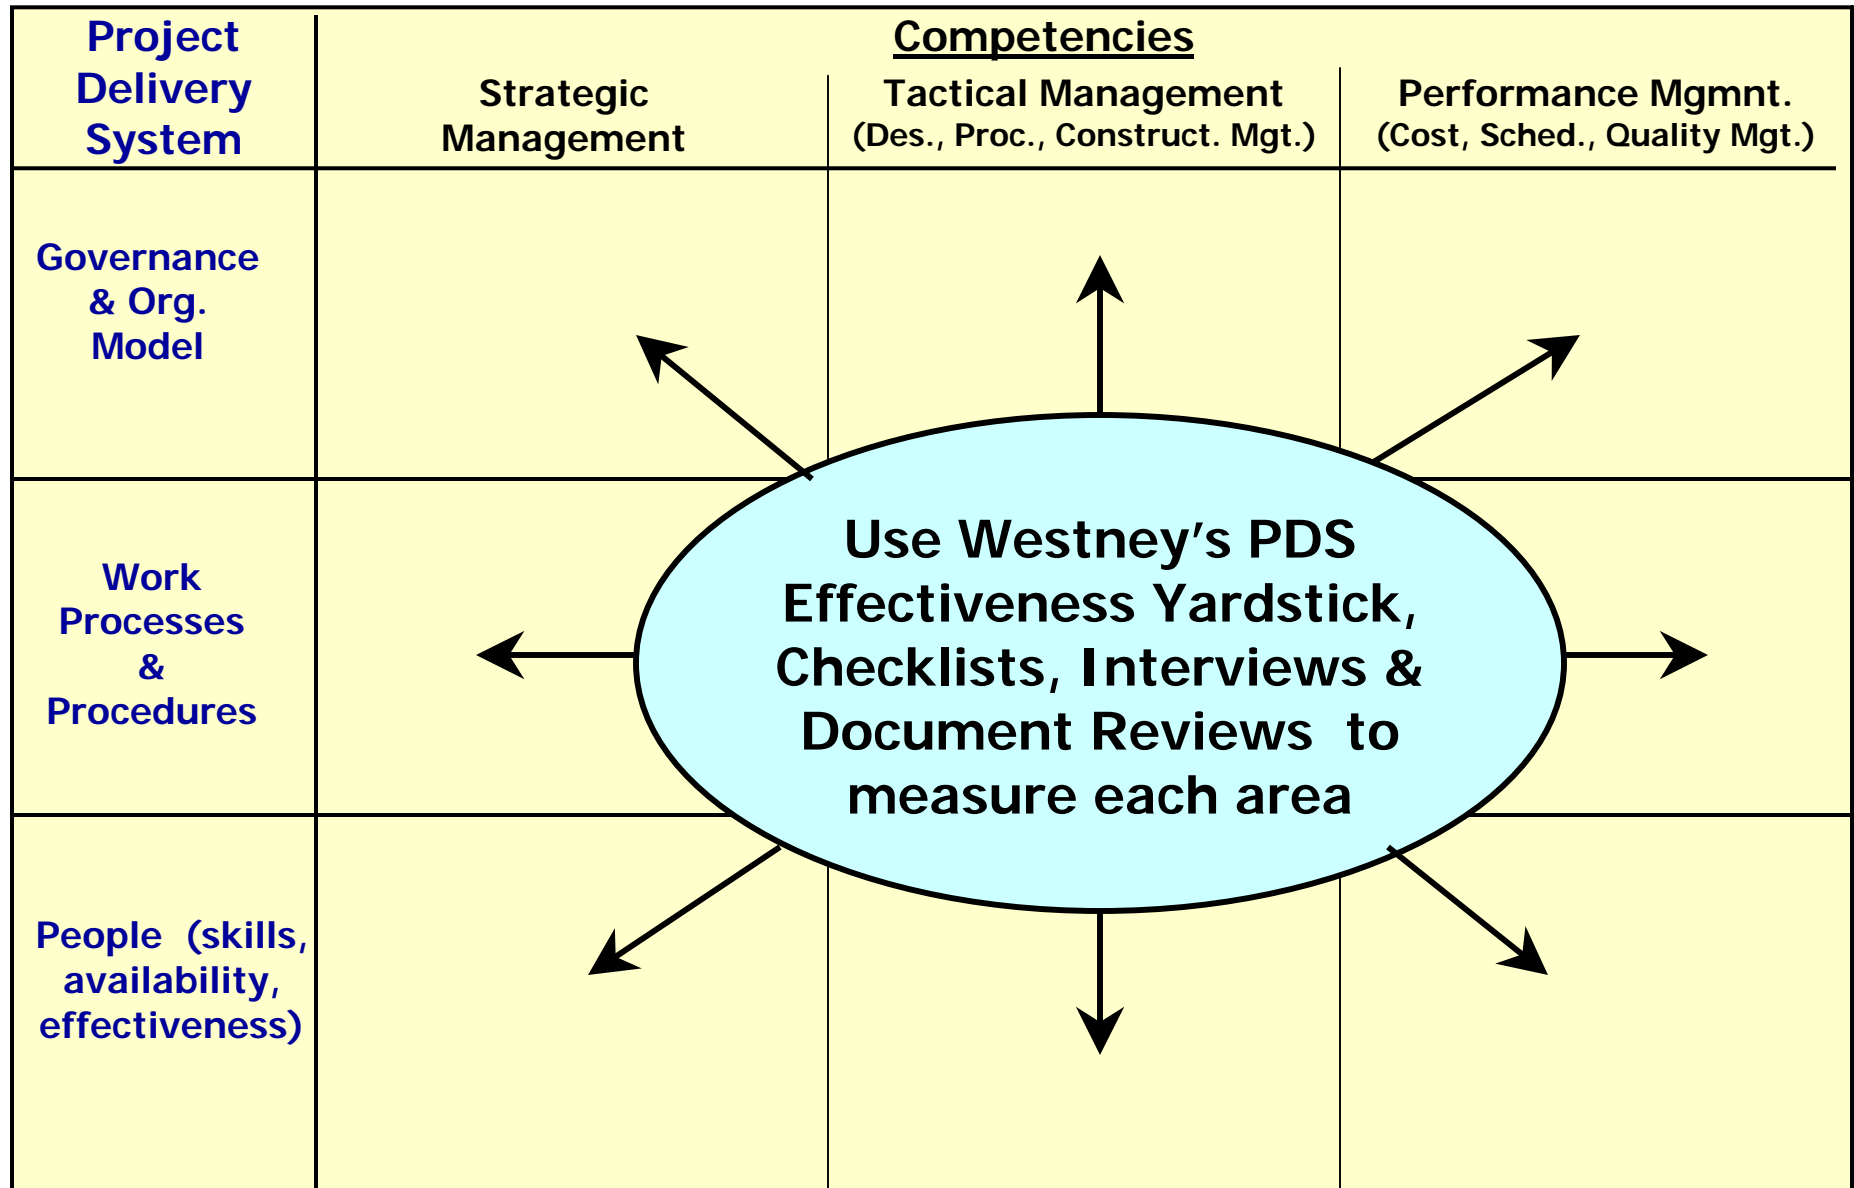 Project
Delivery
System
Competencies
Strategic
Management
Tactical Management
(Des., Proc., Construct. Mgt.)
Performance Mgmnt.
(Cost, Sched., Quality Mgt.)
Governance
& Org.
Model
Work
Processes
&
Procedures
People (skills,
availability,
effectiveness)
Use Westney’s PDS
Effectiveness Yardstick,
Checklists, Interviews &
Document Reviews to
measure each area